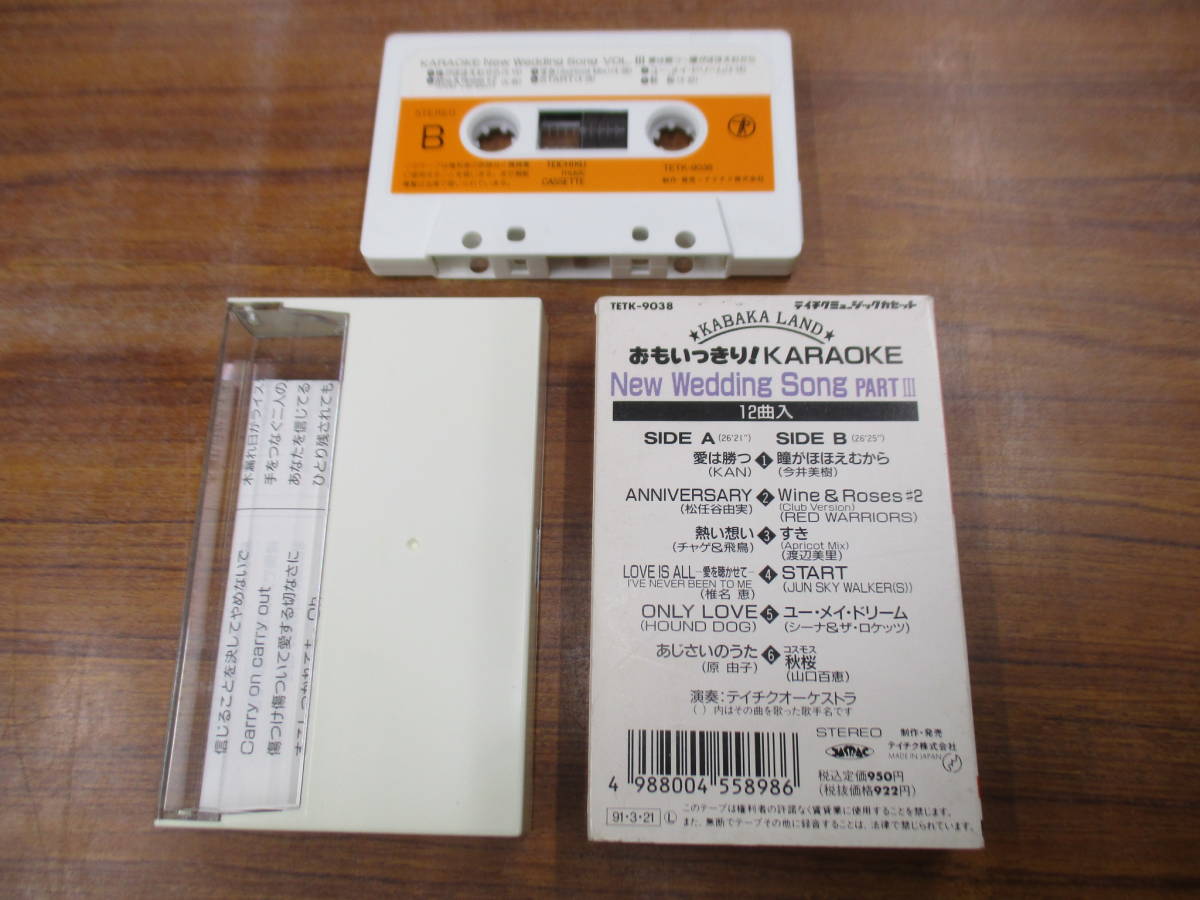 KARAOKE New Wedding Song VOL. III
START
STEREO
B
TEICHIKU
MUSIC
CASSETTE
TETK-9038
制作・発売・テイチク株式会社
木漏れ日がライス
手をつなぐ二人の
あなたを信じてる
ひとり残されても
信じることを決してやめないで
Carry on carry out
傷つけ傷ついて愛する切なさに
TETK-9038 テイチクミュージックカセット
★KABAKA LAND★
おもいっきり!KARAOKE
New Wedding Song PART III
12曲入
SIDE A (26'21") SIDE B (26'25")
愛は勝つ 1 瞳がほほえむから
(KAN) (今井美樹)
ANNIVERSARY 2 Wine & Roses #2
(松任谷由実) (Club Version)
(RED WARRIORS)
熱い想い 3 すき
(チャゲ&飛鳥) (Apricot Mix)
(渡辺美里)
LOVE IS ALL —愛を聴かせて— 4 START
I'VE NEVER BEEN TO ME (JUN SKY WALKER(S))
(椎名 恵)
ONLY LOVE 5 ユー・メイ・ドリーム
(HOUND DOG) (シーナ&ザ・ロケッツ)
あじさいのうた 6 秋桜 コスモス
(原 由子) (山口百恵)
演奏:テイチクオーケストラ
( )内はその曲を歌った歌手名です
STEREO 制作・発売
JASRAC テイチク株式会社
MADE IN JAPAN
4 988004 558986
税込定価950円
(税抜価格922円)
91・3・21 L このテープは権利者の許諾なく賃貸業に使用することを禁じます。
また、無断でテープその他に録音することは、法律で禁じられています。